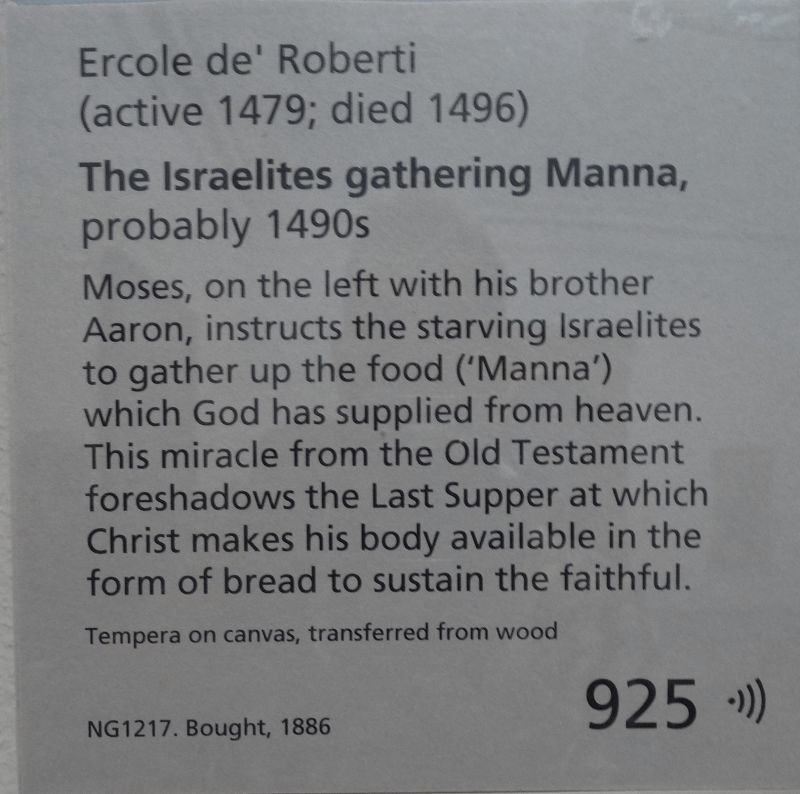 Ercole de' Roberti
(active 1479; died 1496)
The Israelites gathering Manna,
probably 1490s
Moses, on the left with his brother
Aaron, instructs the starving Israelites
to gather up the food (‘Manna’)
which God has supplied from heaven.
This miracle from the Old Testament
foreshadows the Last Supper at which
Christ makes his body available in the
form of bread to sustain the faithful.
Tempera on canvas, transferred from wood
925
NG1217. Bought, 1886